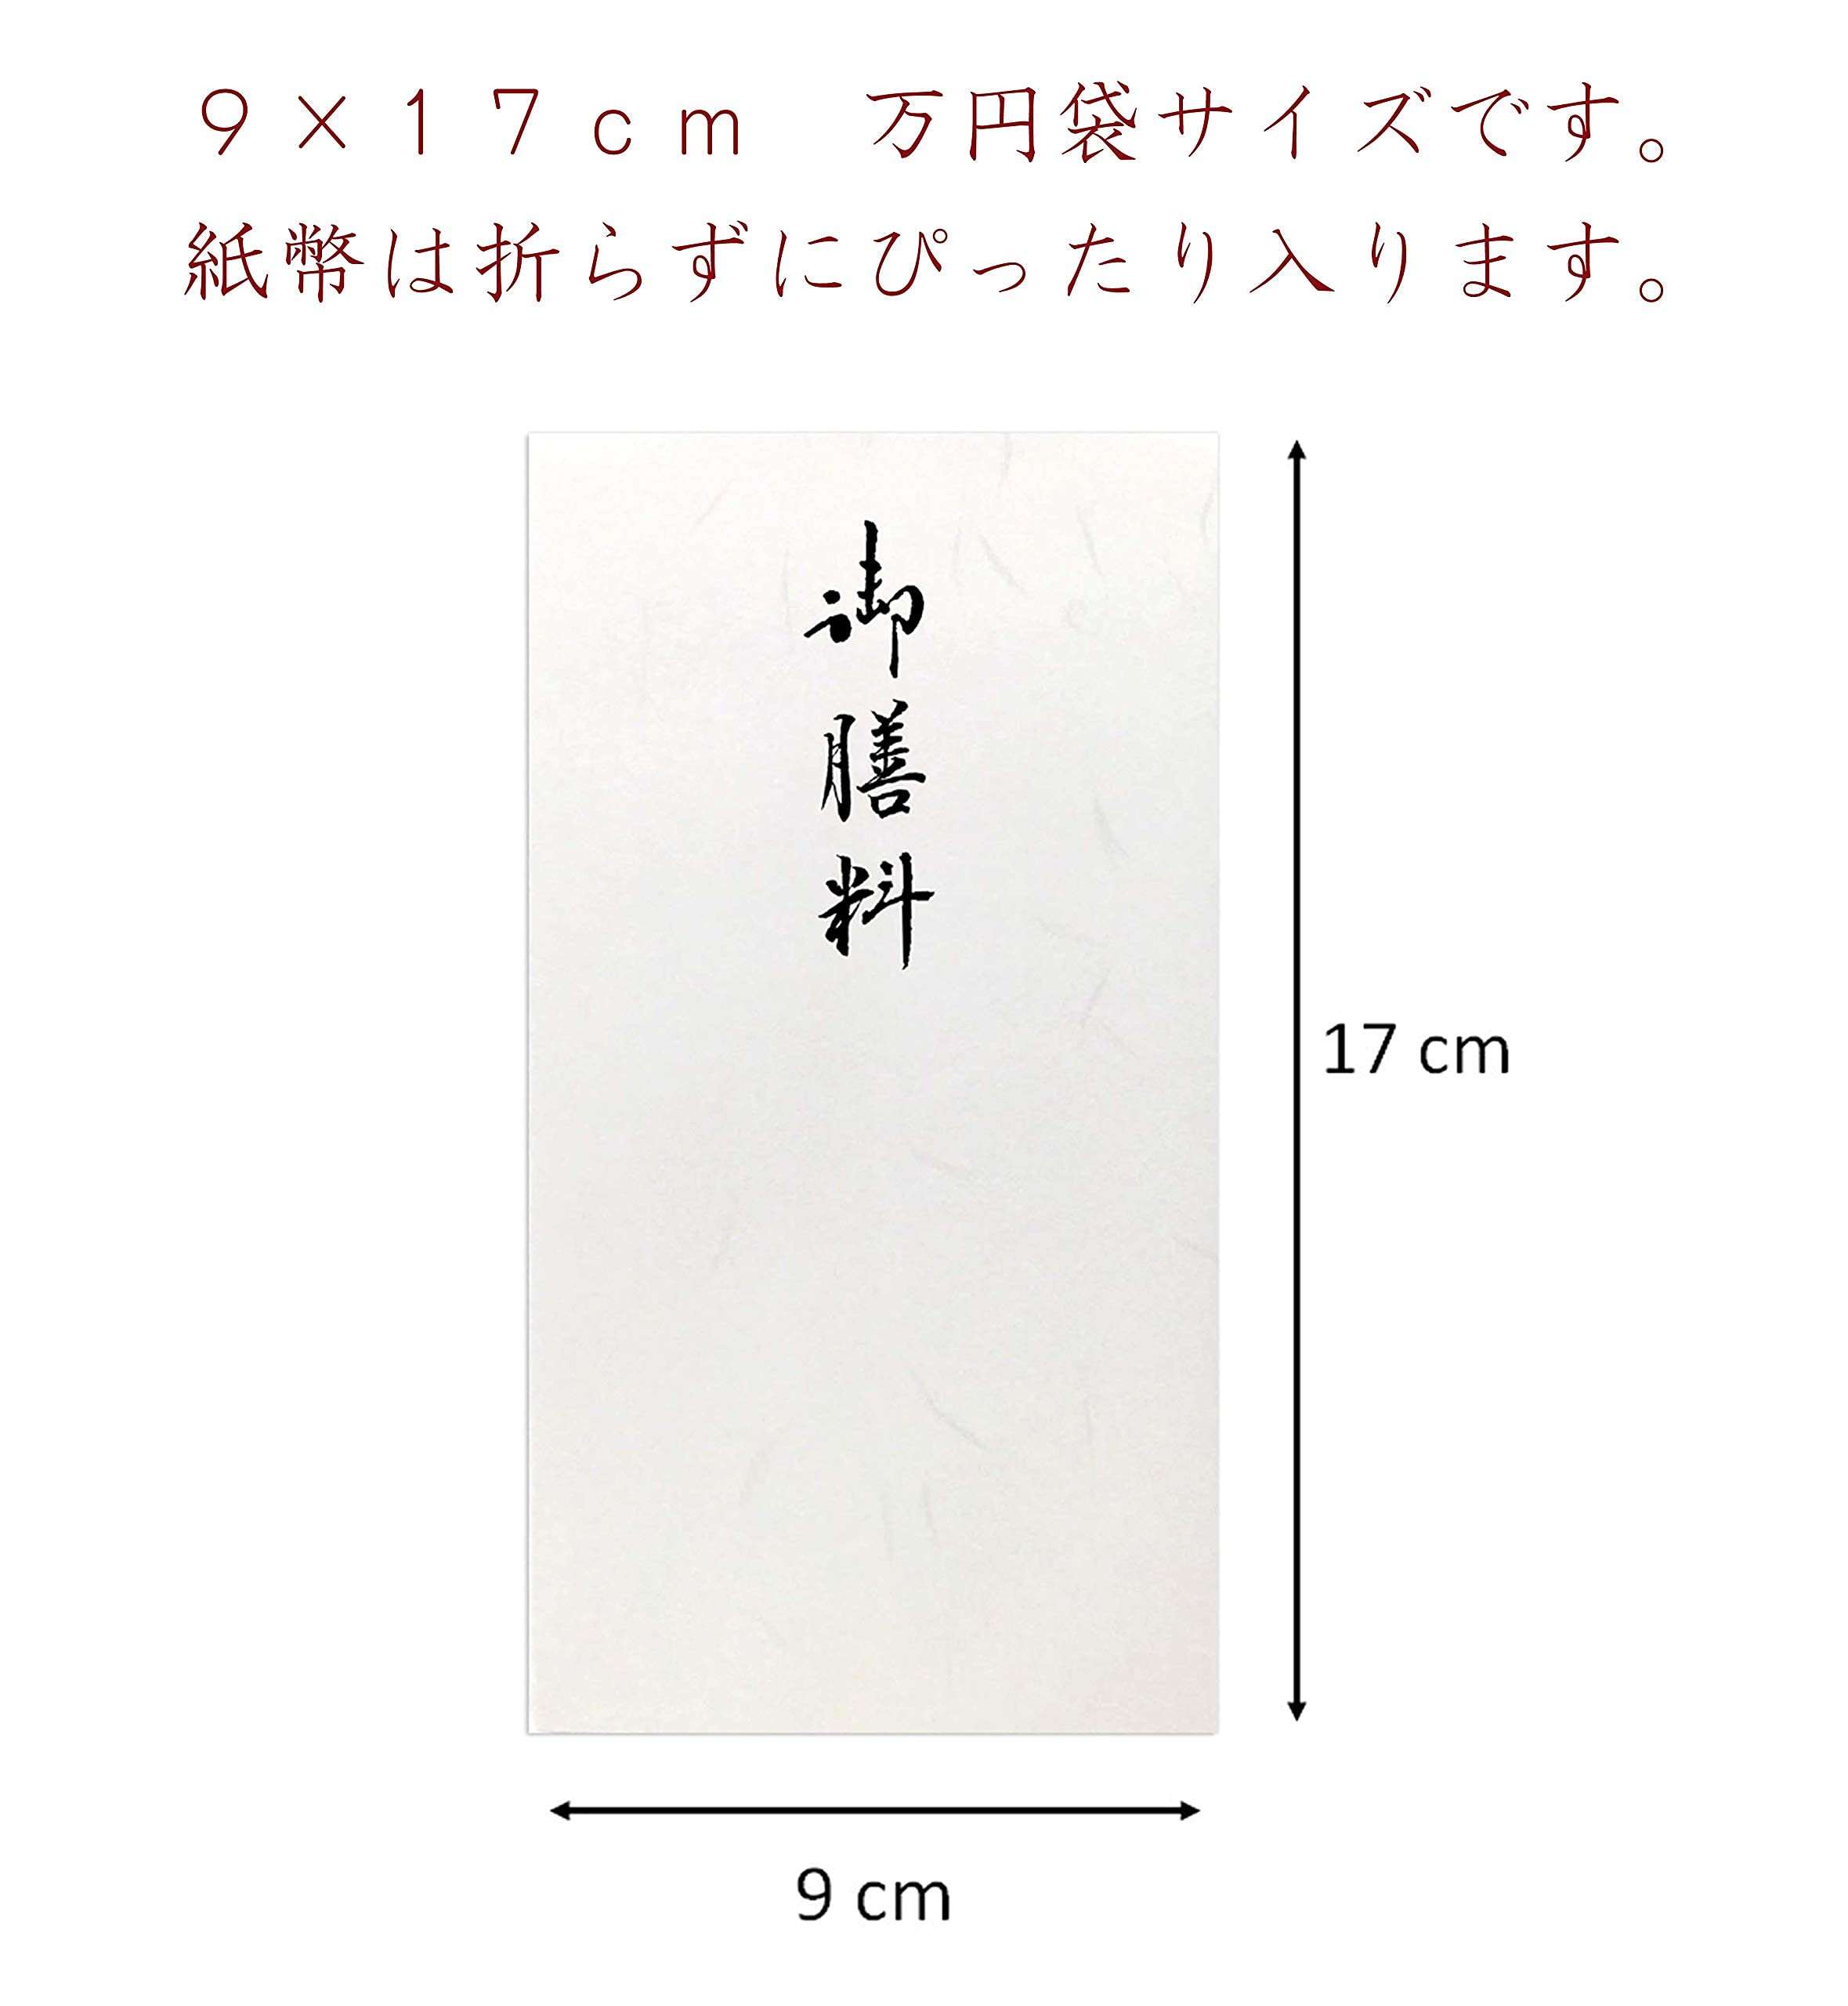 ９×１７ｃｍ　万円袋サイズです。
紙幣は折らずにぴったり入ります。
御膳料
17 cm
9 cm